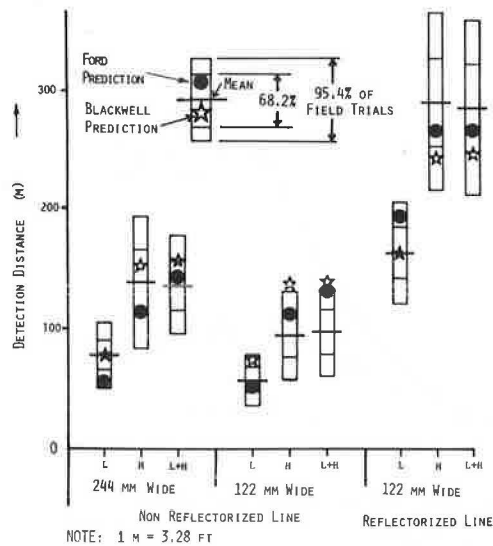 FORD
PREDICTION
MEAN
BLACKWELL
PREDICTION
68.2%
95.4% OF
FIELD TRIALS
DETECTION DISTANCE (M)
300
200
100
0
L H L+H L H L+H L H L+H
244 MM WIDE 122 MM WIDE 122 MM WIDE
NON REFLECTORIZED LINE REFLECTORIZED LINE
NOTE: 1 M = 3.28 FT